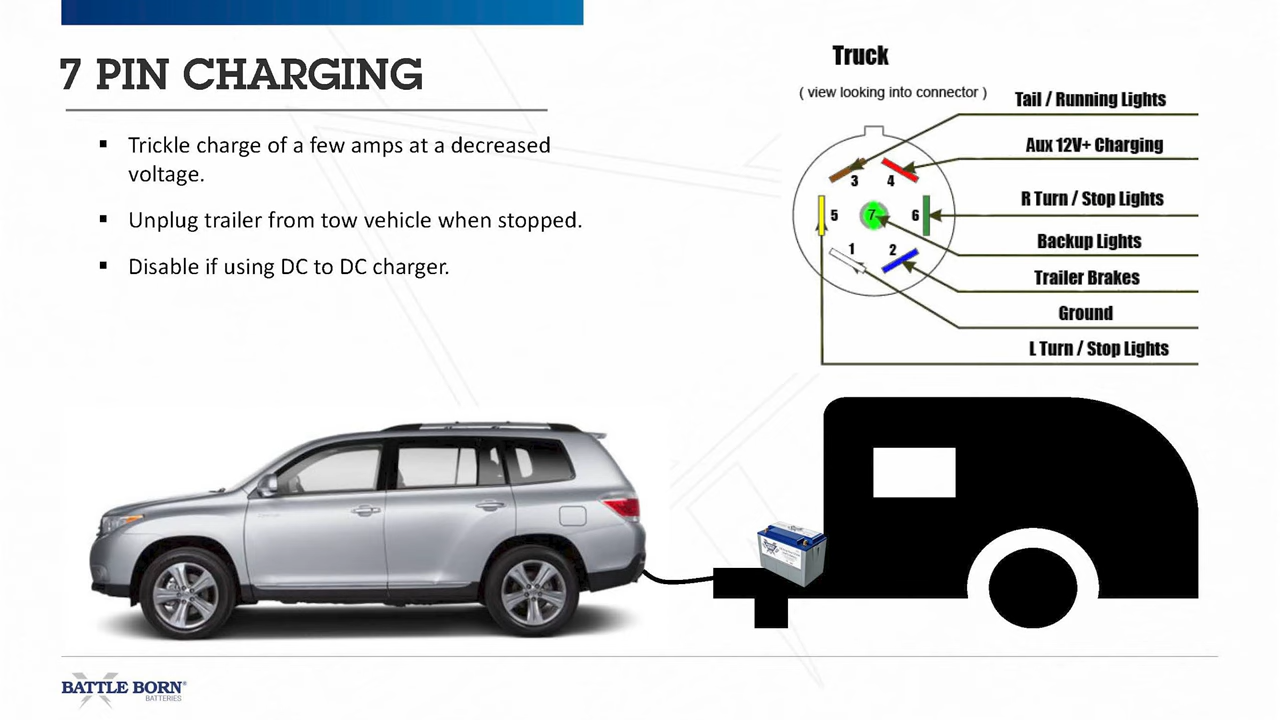 7 PIN CHARGING
▪ Trickle charge of a few amps at a decreased
voltage.
▪ Unplug trailer from tow vehicle when stopped.
▪ Disable if using DC to DC charger.
Truck
( view looking into connector )
Tail / Running Lights
Aux 12V+ Charging
R Turn / Stop Lights
Backup Lights
Trailer Brakes
Ground
L Turn / Stop Lights
3 4
5 7 6
1 2
BATTLE BORN®
BATTERIES